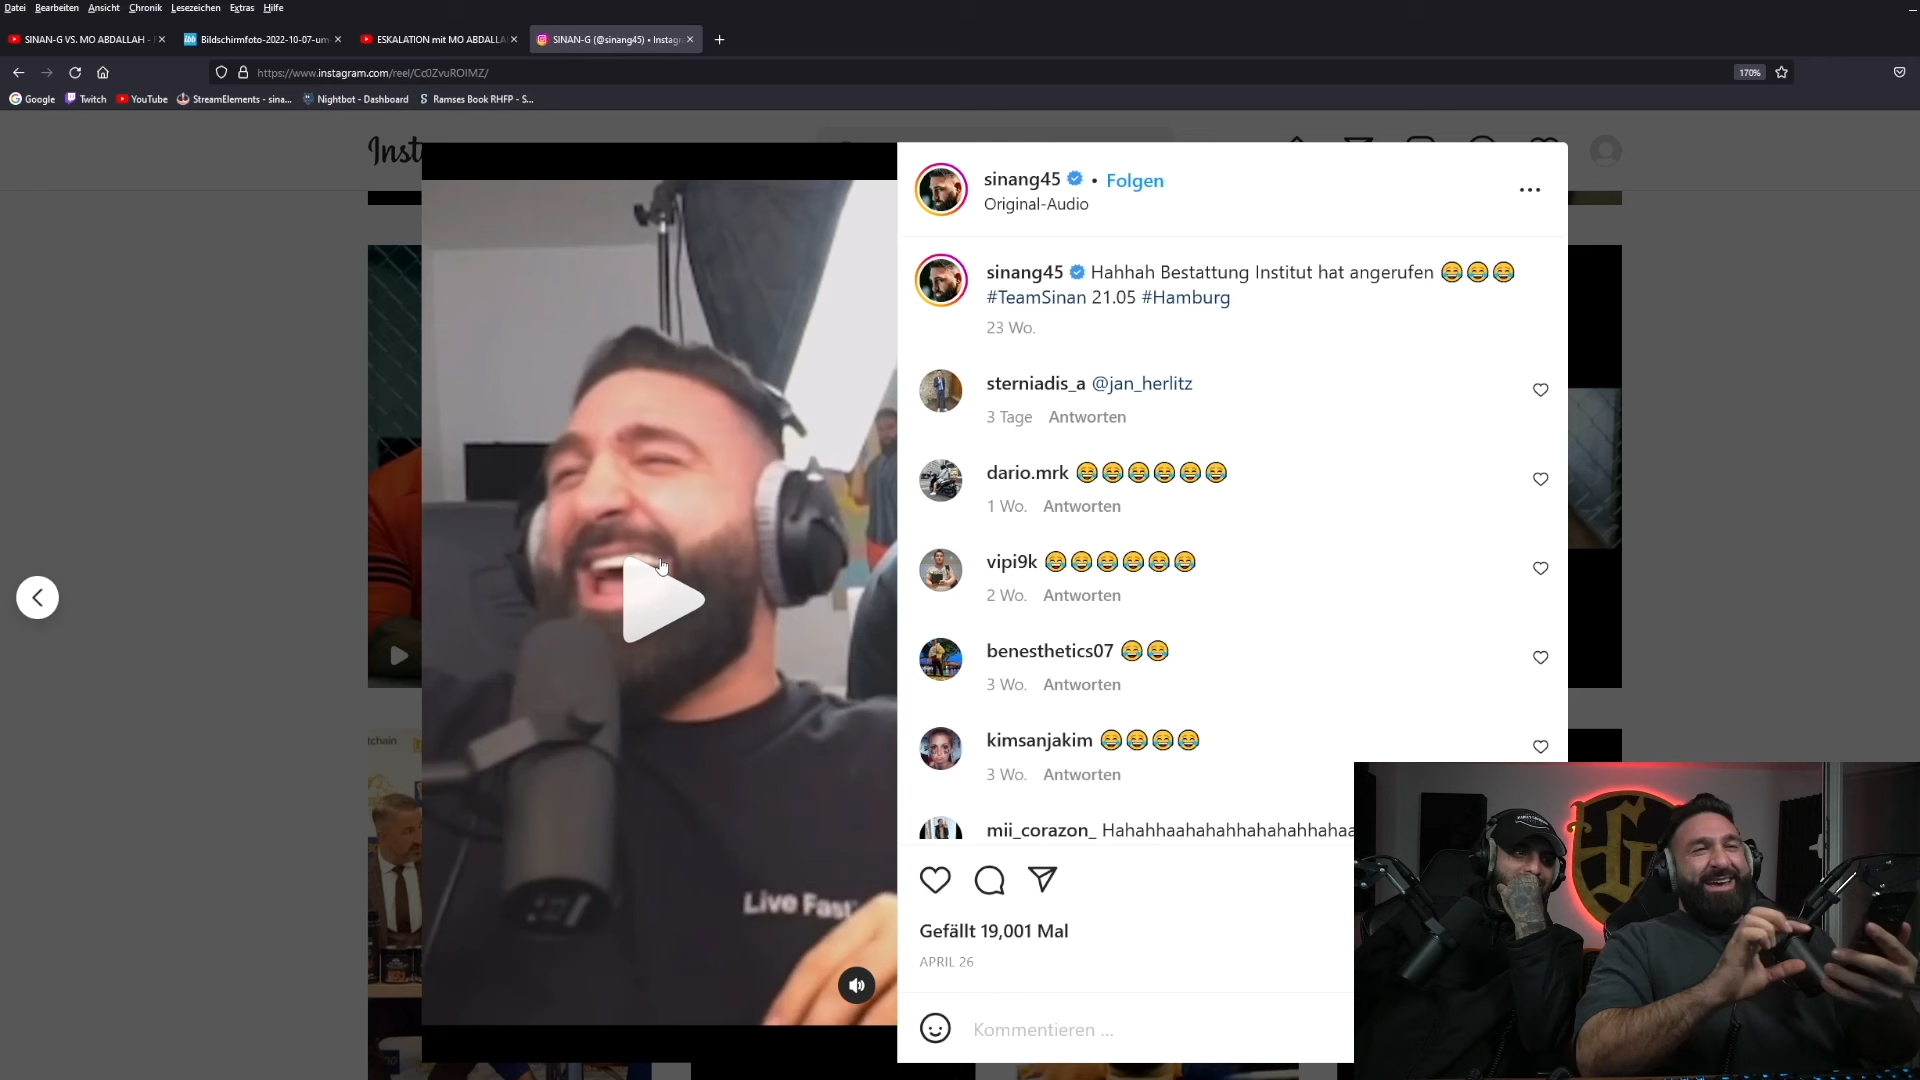 Datei Bearbeiten Ansicht Chronik Lesezeichen Extras Hilfe
SINAN-G VS. MO ABDALLAH -
Bildschirmfoto-2022-10-07-um-
ESKALATION mit MO ABDALLA
SINAN-G (@sinang45) • Instagra
https://www.instagram.com/reel/Cc0ZvuROIMZ/
170%
Google Twitch YouTube StreamElements - sina... Nightbot - Dashboard Ramses Book RHFP - S...
Inst
sinang45 • Folgen
Original-Audio
sinang45 Hahhah Bestattung Institut hat angerufen 😂😂😂
#TeamSinan 21.05 #Hamburg
23 Wo.
sterniadis_a @jan_herlitz
3 Tage Antworten
dario.mrk 😂😂😂😂😂😂
1 Wo. Antworten
vipi9k 😂😂😂😂😂😂
2 Wo. Antworten
benesthetics07 😂😂
3 Wo. Antworten
kimsanjakim 😂😂😂😂
3 Wo. Antworten
mii_corazon_ Hahahhaahahahhahahahhahaa
Gefällt 19,001 Mal
APRIL 26
Kommentieren ...
Live Fast